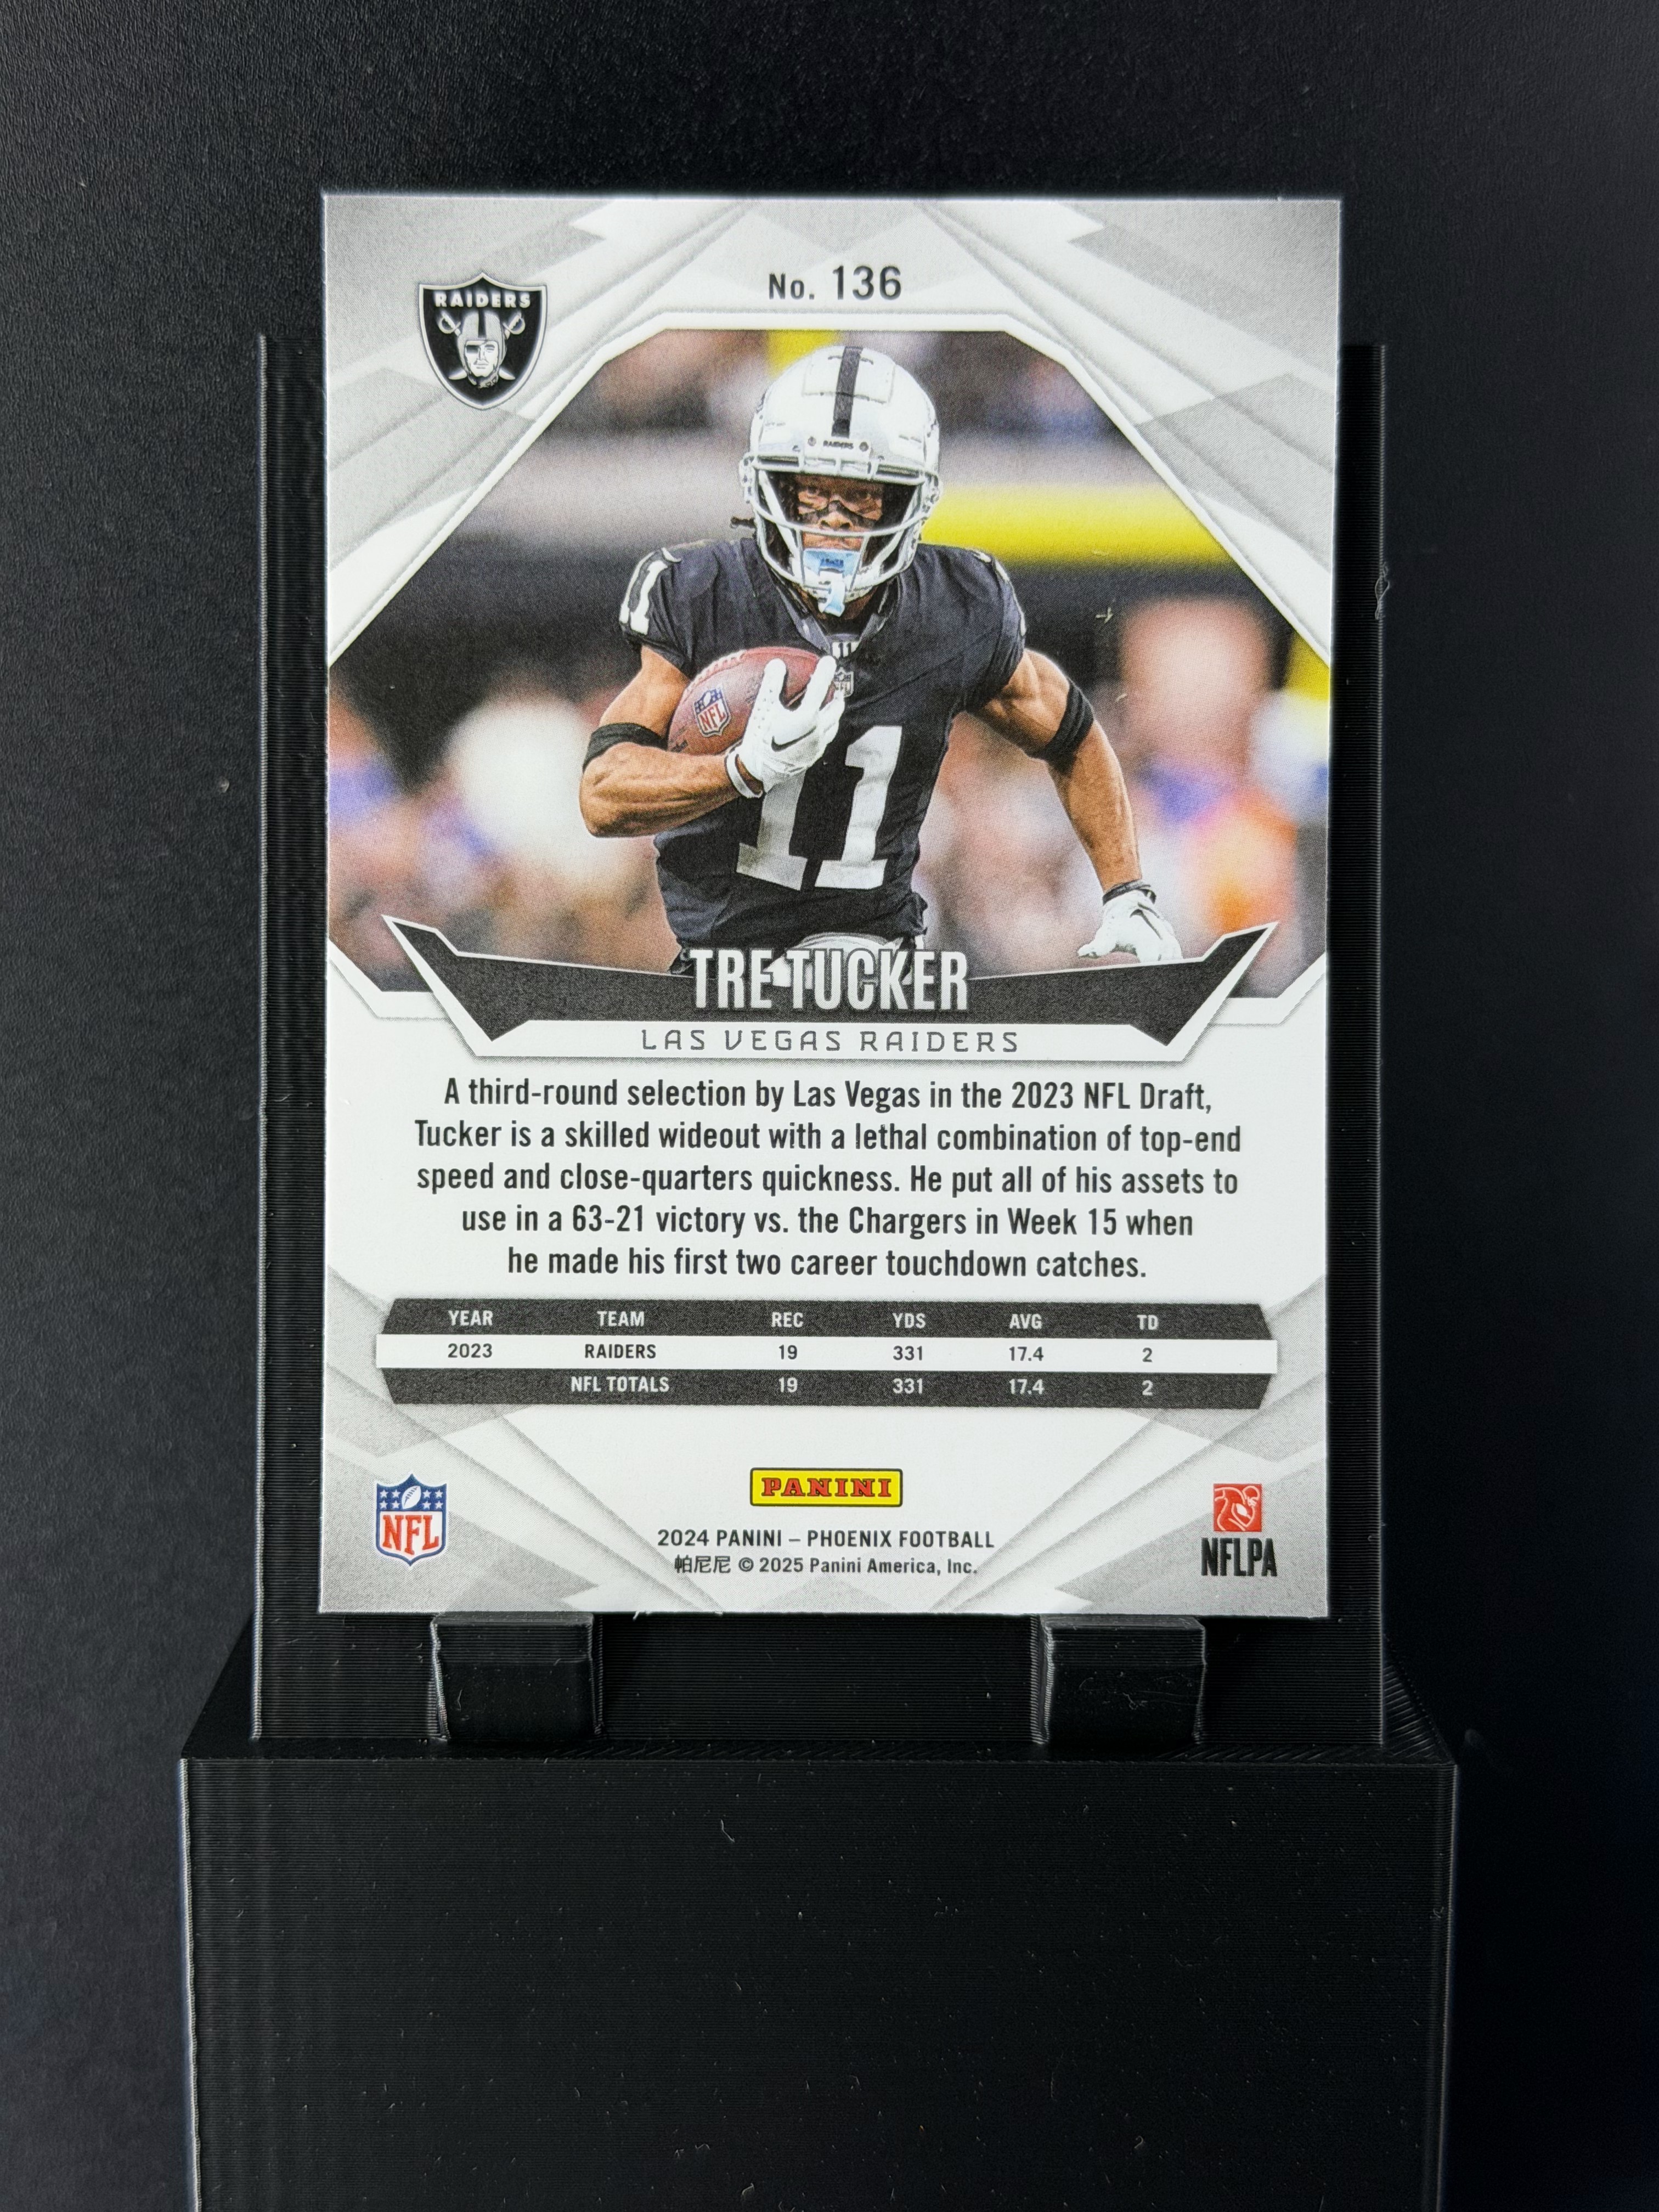 RAIDERS
No. 136
RAIDERS
11
11
NFL
NFL
11
TRE TUCKER
LAS VEGAS RAIDERS
A third-round selection by Las Vegas in the 2023 NFL Draft,
Tucker is a skilled wideout with a lethal combination of top-end
speed and close-quarters quickness. He put all of his assets to
use in a 63-21 victory vs. the Chargers in Week 15 when
he made his first two career touchdown catches.
YEAR TEAM REC YDS AVG TD
2023 RAIDERS 19 331 17.4 2
NFL TOTALS 19 331 17.4 2
PANINI
NFL
2024 PANINI – PHOENIX FOOTBALL
帕尼尼 © 2025 Panini America, Inc.
NFLPA